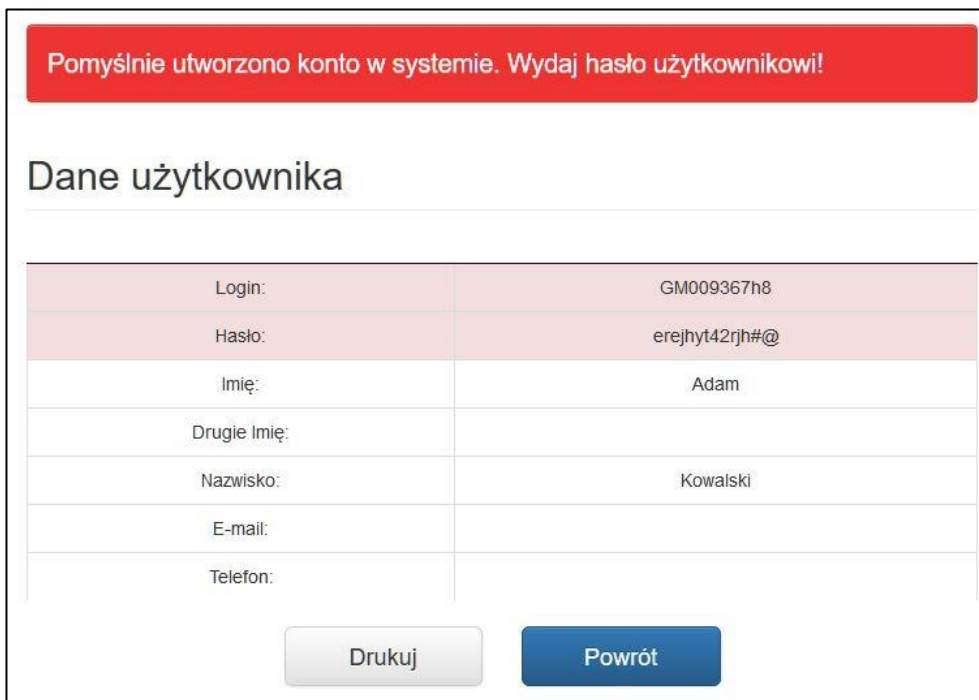 Pomyślnie utworzono konto w systemie. Wydaj hasło użytkownikowi!
Dane użytkownika
Login: GM009367h8
Hasło: erejhyt42rjh#@
Imię: Adam
Drugie Imię:
Nazwisko: Kowalski
E-mail:
Telefon:
Drukuj Powrót